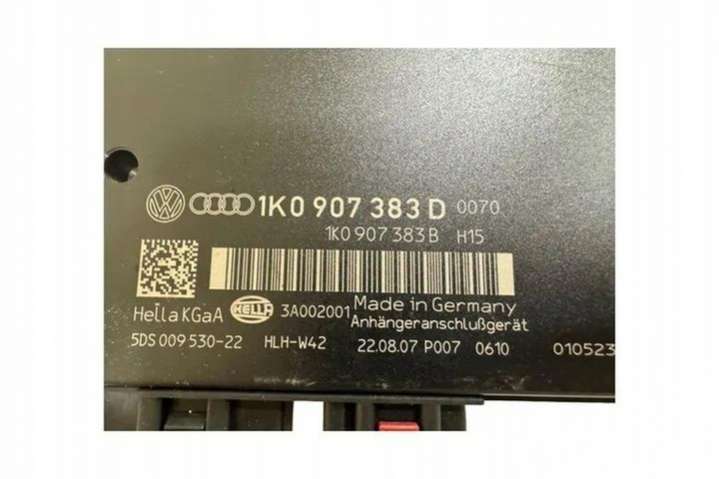 1K0 907 383 D 0070
1K0 907 383 B H15
Hella KGaA HELLA 3A002001 Made in Germany
Anhängeranschlußgerät
5DS 009 530-22 HLH-W42 22.08.07 P007 0610 010523